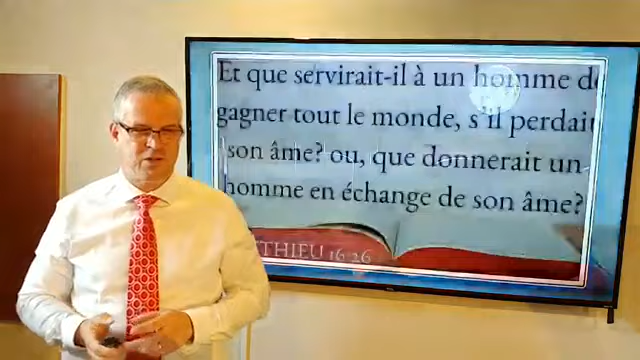 Et que servirait-il à un homme de
gagner tout le monde, s'il perdait
son âme? ou, que donnerait un
homme en échange de son âme?
MATTHIEU 16:26